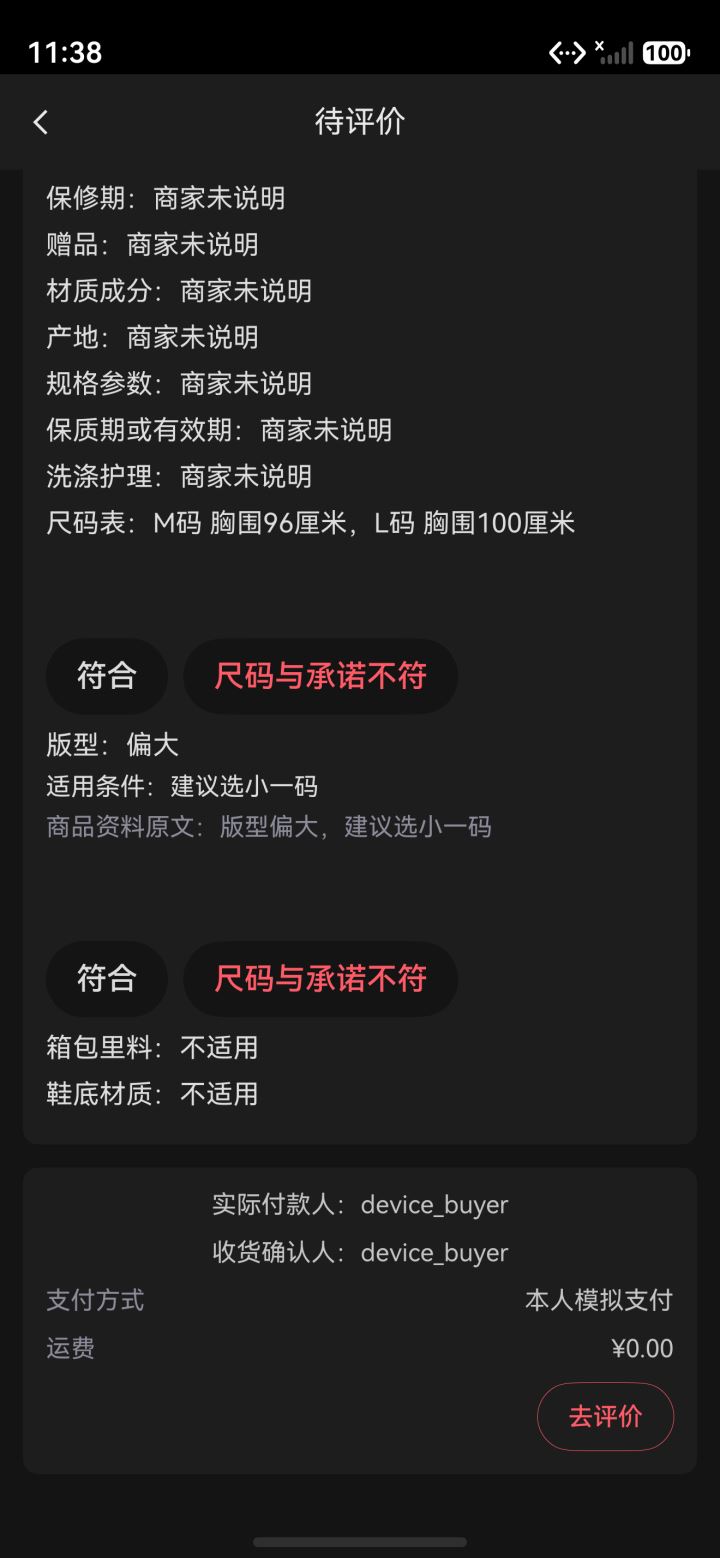 11:38
100
待评价
保修期：商家未说明
赠品：商家未说明
材质成分：商家未说明
产地：商家未说明
规格参数：商家未说明
保质期或有效期：商家未说明
洗涤护理：商家未说明
尺码表：M码 胸围96厘米，L码 胸围100厘米
符合 尺码与承诺不符
版型：偏大
适用条件：建议选小一码
商品资料原文：版型偏大，建议选小一码
符合 尺码与承诺不符
箱包里料：不适用
鞋底材质：不适用
实际付款人：device_buyer
收货确认人：device_buyer
支付方式 本人模拟支付
运费 ¥0.00
去评价